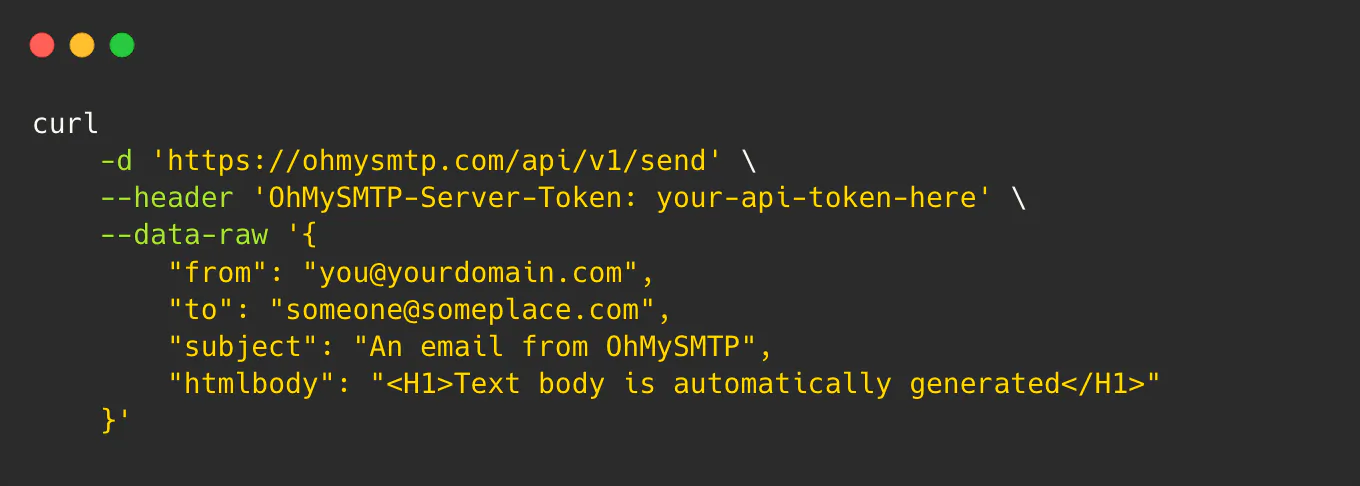 curl
-d 'https://ohmysmtp.com/api/v1/send' \
--header 'OhMySMTP-Server-Token: your-api-token-here' \
--data-raw '{
"from": "you@yourdomain.com",
"to": "someone@someplace.com",
"subject": "An email from OhMySMTP",
"htmlbody": "<H1>Text body is automatically generated</H1>"
}'